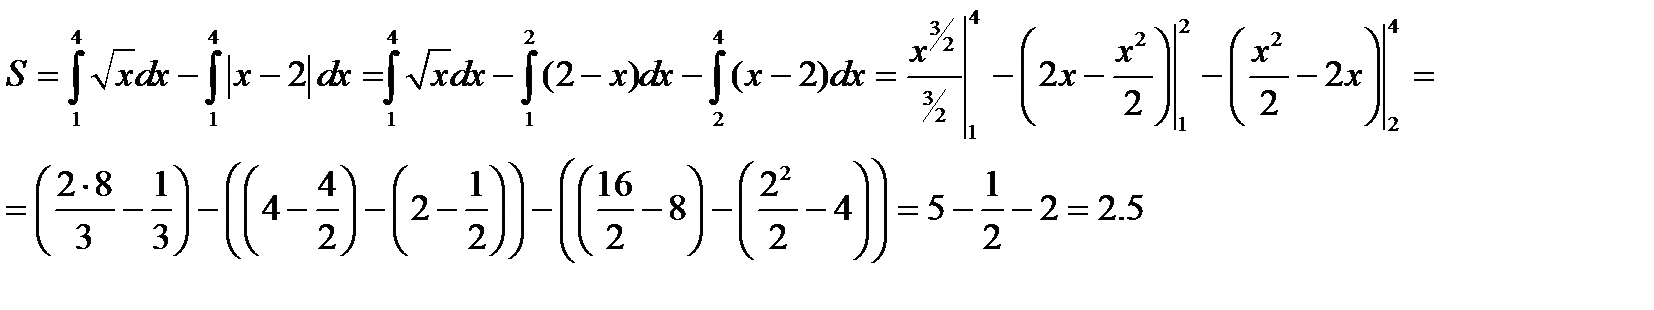 S = ∫₁⁴ √x dx − ∫₁⁴ |x − 2| dx = ∫₁⁴ √x dx − ∫₁² (2 − x)dx − ∫₂⁴ (x − 2)dx = x^(3/2) / (3/2) |₁⁴ − (2x − x²/2)|₁² − (x²/2 − 2x)|₂⁴ =
= (2·8/3 − 1/3) − ((4 − 4/2) − (2 − 1/2)) − ((16/2 − 8) − (2²/2 − 4)) = 5 − 1/2 − 2 = 2.5